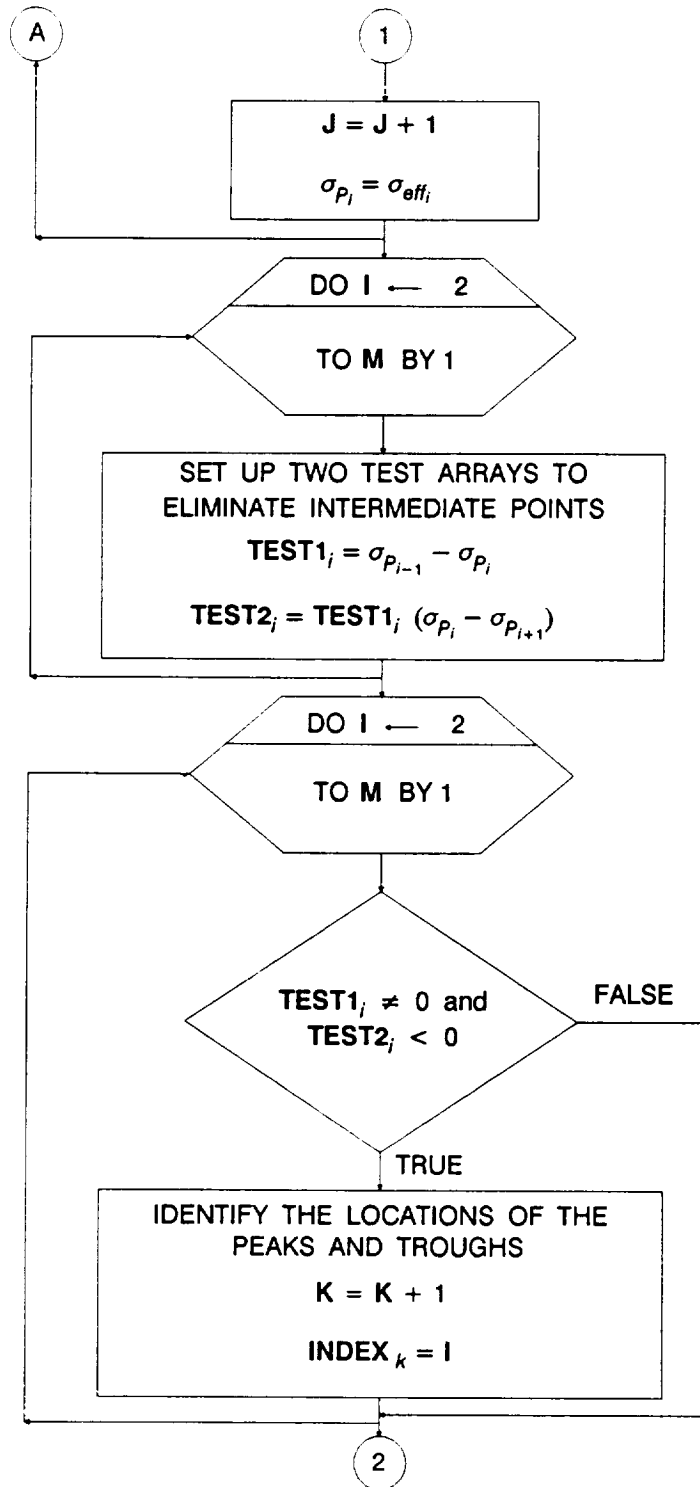 A
1
J = J + 1
σ_{P_i} = σ_{eff_i}
DO I ← 2
TO M BY 1
SET UP TWO TEST ARRAYS TO
ELIMINATE INTERMEDIATE POINTS
TEST1_i = σ_{P_{i-1}} − σ_{P_i}
TEST2_i = TEST1_i (σ_{P_i} − σ_{P_{i+1}})
DO I ← 2
TO M BY 1
TEST1_i ≠ 0 and
TEST2_i < 0
FALSE
TRUE
IDENTIFY THE LOCATIONS OF THE
PEAKS AND TROUGHS
K = K + 1
INDEX_k = I
2